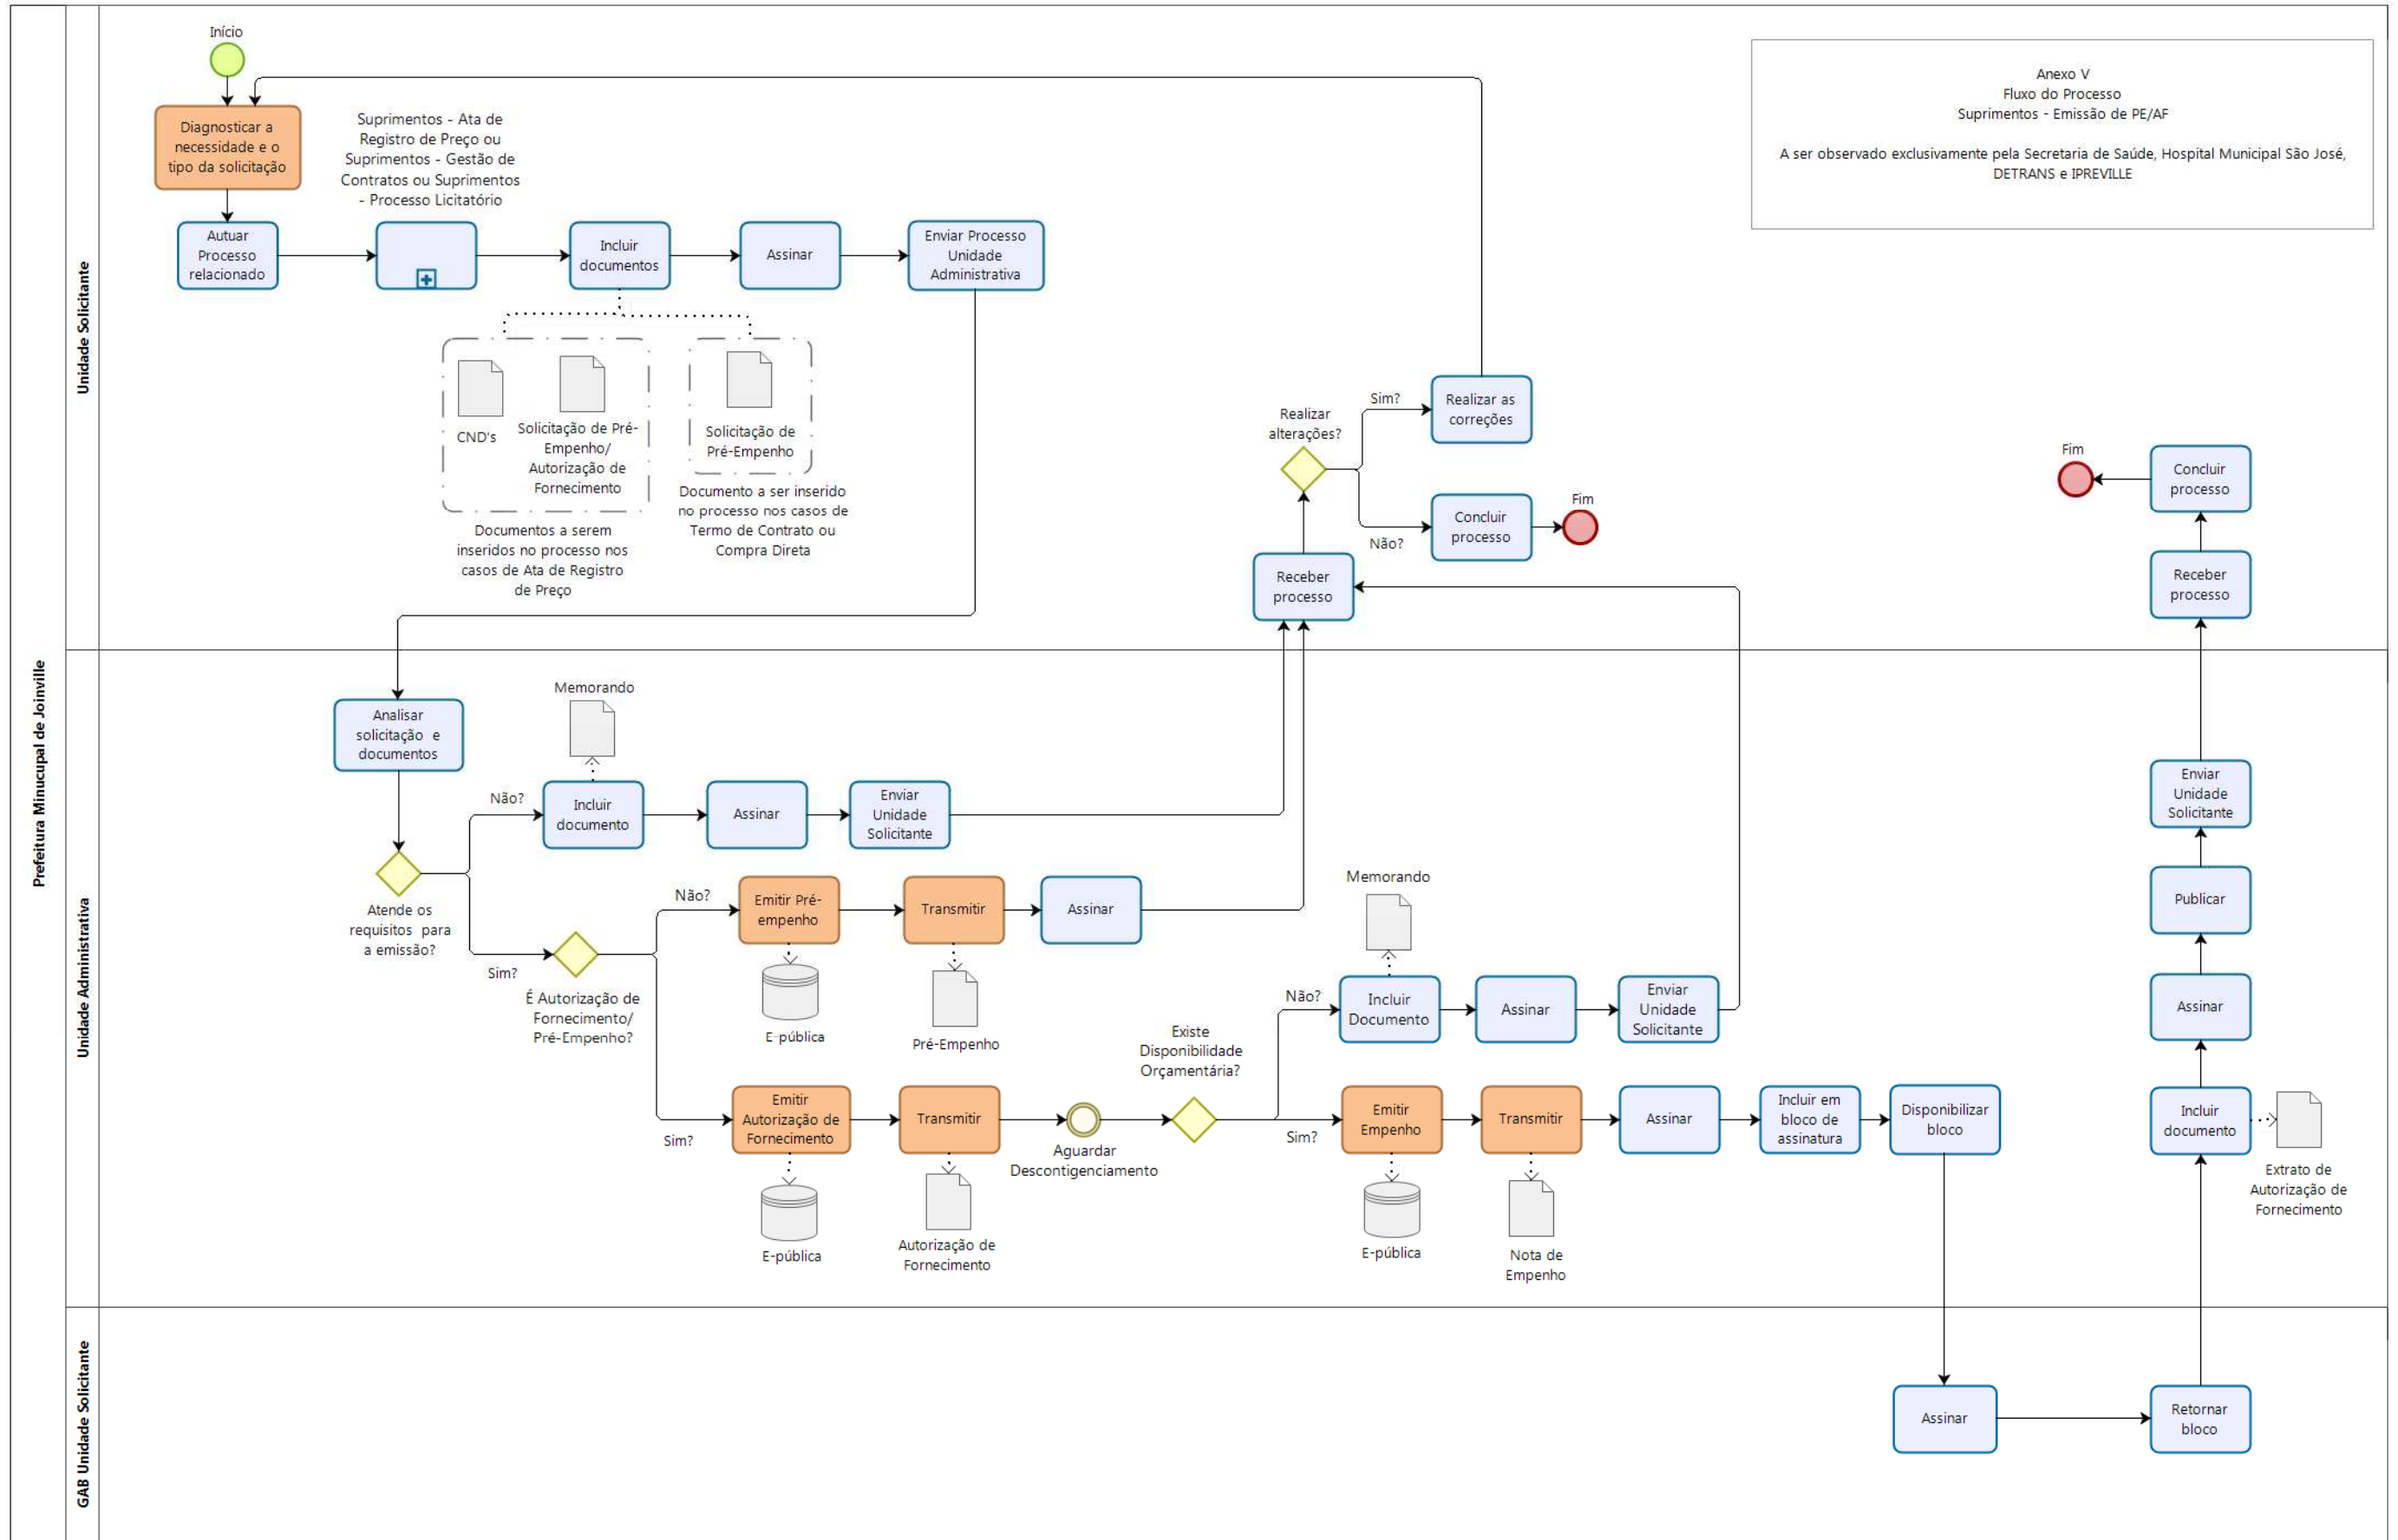 Início
Anexo V
Fluxo do Processo
Suprimentos - Emissão de PE/AF
A ser observado exclusivamente pela Secretaria de Saúde, Hospital Municipal São José,
DETRANS e IPREVILLE
Diagnosticar a
necessidade e o
tipo da solicitação
Suprimentos - Ata de
Registro de Preço ou
Suprimentos - Gestão de
Contratos ou Suprimentos
- Processo Licitatório
Autuar
Processo
relacionado
Incluir
documentos
Assinar
Enviar Processo
Unidade
Administrativa
Unidade Solicitante
CND's
Solicitação de Pré-
Empenho/
Autorização de
Fornecimento
Solicitação de
Pré-Empenho
Documentos a serem
inseridos no processo nos
casos de Ata de Registro
de Preço
Documento a ser inserido
no processo nos casos de
Termo de Contrato ou
Compra Direta
Realizar
alterações?
Sim?
Realizar as
correções
Não?
Concluir
processo
Fim
Receber
processo
Fim
Concluir
processo
Receber
processo
Prefeitura Minucupal de Joinville
Unidade Administrativa
Analisar
solicitação e
documentos
Memorando
Não?
Incluir
documento
Assinar
Enviar
Unidade
Solicitante
Atende os
requisitos para
a emissão?
Sim?
É Autorização de
Fornecimento/
Pré-Empenho?
Não?
Emitir Pré-
empenho
Transmitir
Assinar
E-pública
Pré-Empenho
Sim?
Emitir
Autorização de
Fornecimento
Transmitir
Aguardar
Descontigenciamento
E-pública
Autorização de
Fornecimento
Existe
Disponibilidade
Orçamentária?
Memorando
Não?
Incluir
Documento
Assinar
Enviar
Unidade
Solicitante
Sim?
Emitir
Empenho
Transmitir
Assinar
Incluir em
bloco de
assinatura
Disponibilizar
bloco
E-pública
Nota de
Empenho
Enviar
Unidade
Solicitante
Publicar
Assinar
Incluir
documento
Extrato de
Autorização de
Fornecimento
GAB Unidade Solicitante
Assinar
Retornar
bloco